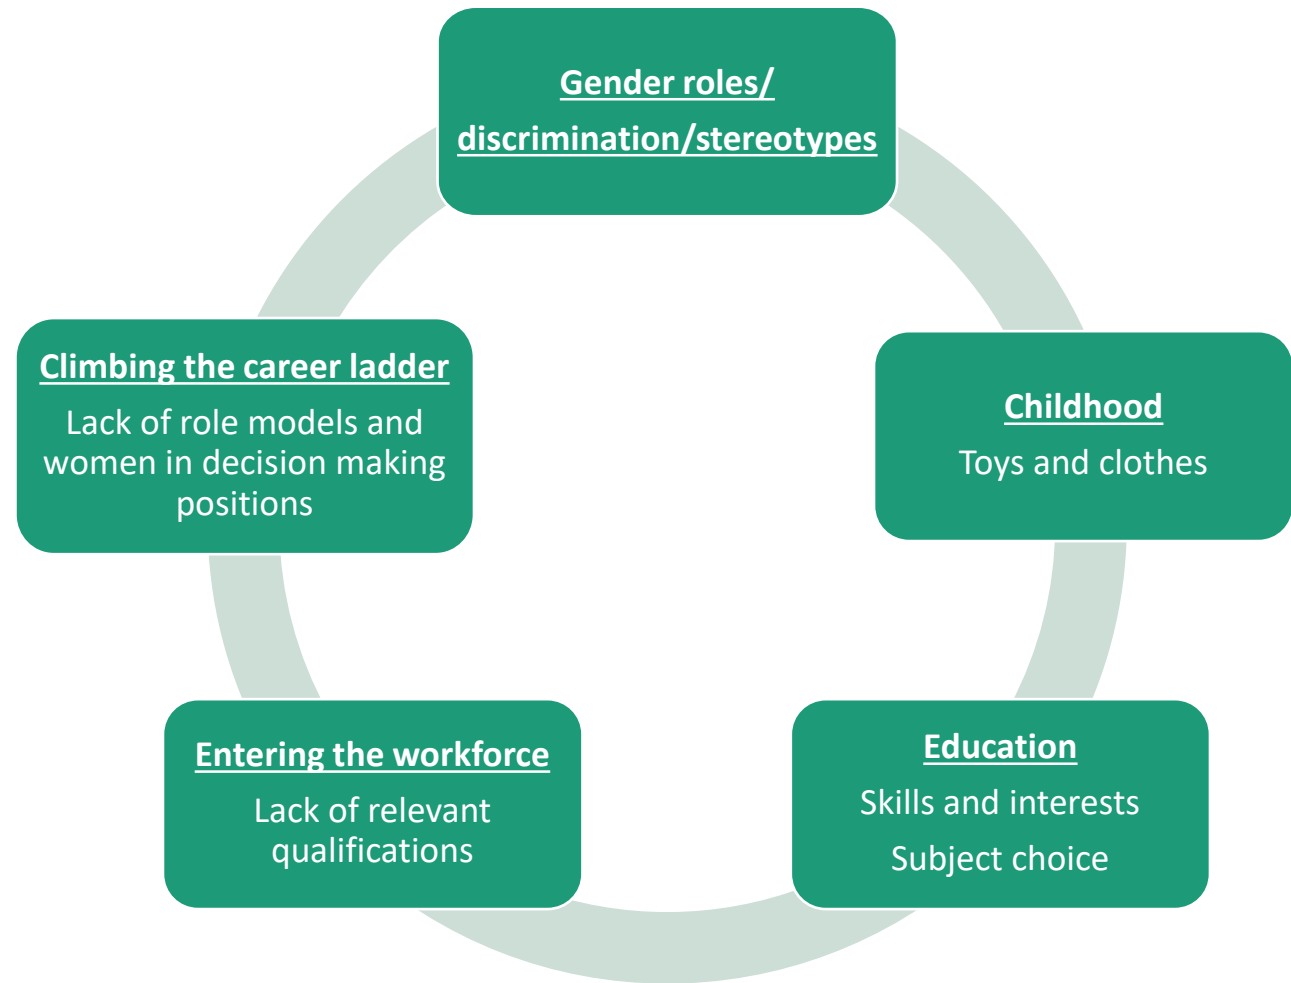 Gender roles/
discrimination/stereotypes
Childhood
Toys and clothes
Education
Skills and interests
Subject choice
Entering the workforce
Lack of relevant
qualifications
Climbing the career ladder
Lack of role models and
women in decision making
positions